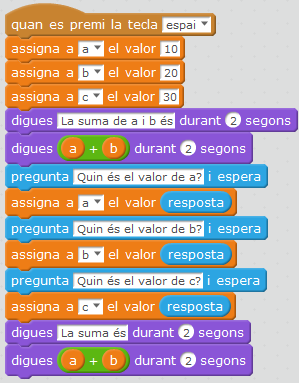 quan es premi la tecla espai
assigna a a el valor 10
assigna a b el valor 20
assigna a c el valor 30
digues La suma de a i b és durant 2 segons
digues a + b durant 2 segons
pregunta Quin és el valor de a? i espera
assigna a a el valor resposta
pregunta Quin és el valor de b? i espera
assigna a b el valor resposta
pregunta Quin és el valor de c? i espera
assigna a c el valor resposta
digues La suma és durant 2 segons
digues a + b durant 2 segons